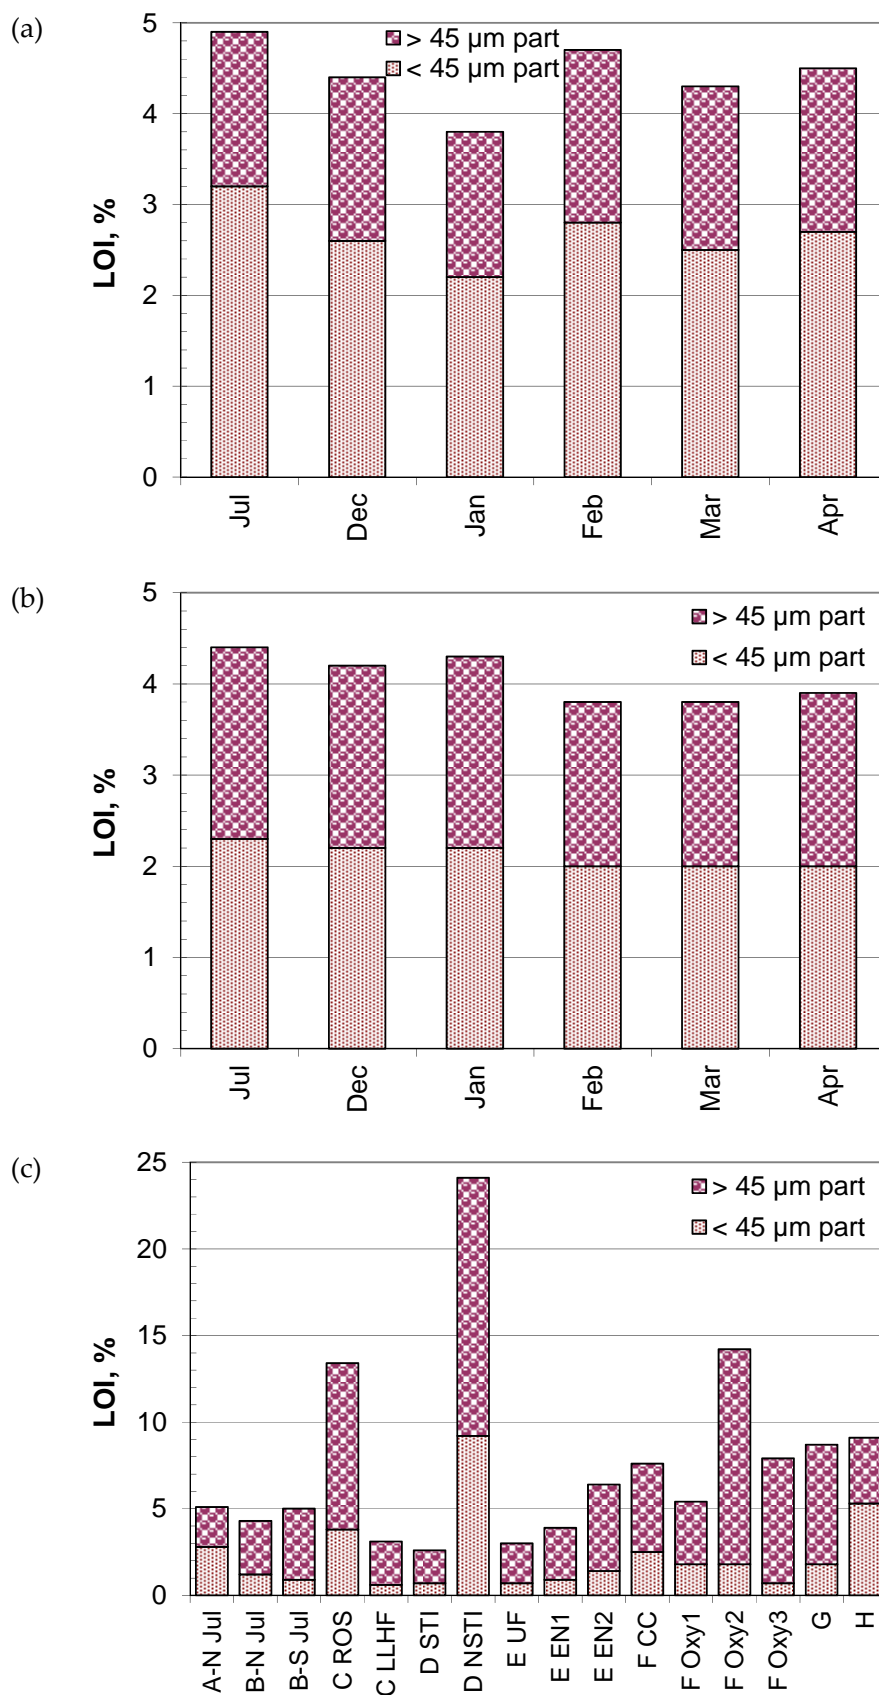 (a)
5
4
3
2
1
0
LOI, %
> 45 µm part
< 45 µm part
Jul
Dec
Jan
Feb
Mar
Apr
(b)
5
4
3
2
1
0
LOI, %
> 45 µm part
< 45 µm part
Jul
Dec
Jan
Feb
Mar
Apr
(c)
25
20
15
10
5
0
LOI, %
> 45 µm part
< 45 µm part
A-N Jul
B-N Jul
B-S Jul
C ROS
C LLHF
D STI
D NSTI
E UF
E EN1
E EN2
F CC
F Oxy1
F Oxy2
F Oxy3
G
H